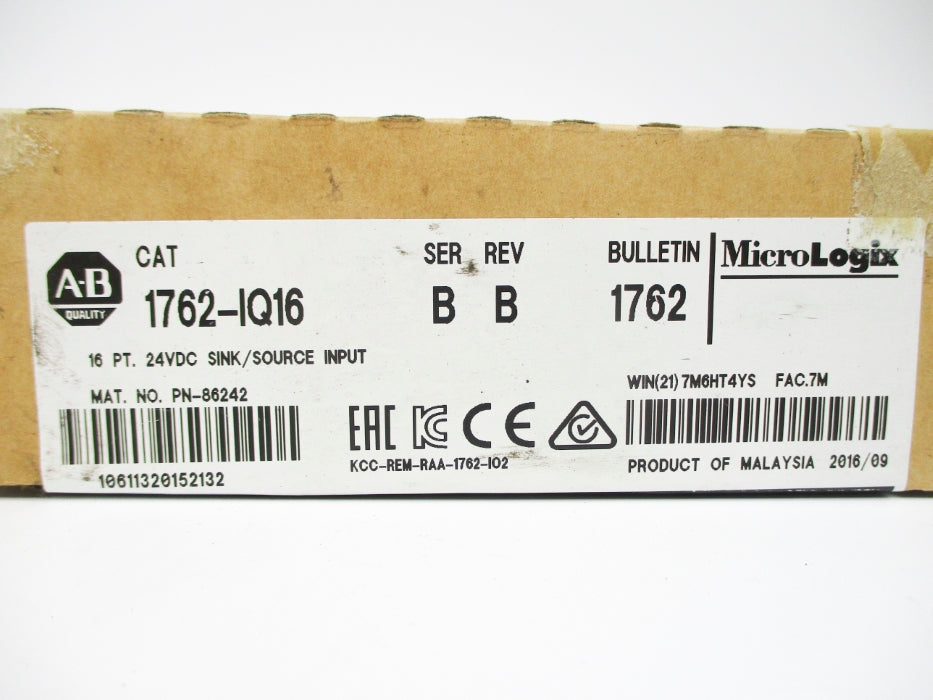 A·B
QUALITY
CAT
1762-IQ16
SER REV
B B
BULLETIN
1762
MicroLogix
16 PT. 24VDC SINK/SOURCE INPUT
MAT. NO. PN-86242
10611320152132
EAC KC CE
KCC-REM-RAA-1762-IO2
WIN(21) 7M6HT4YS FAC.7M
PRODUCT OF MALAYSIA 2016/09